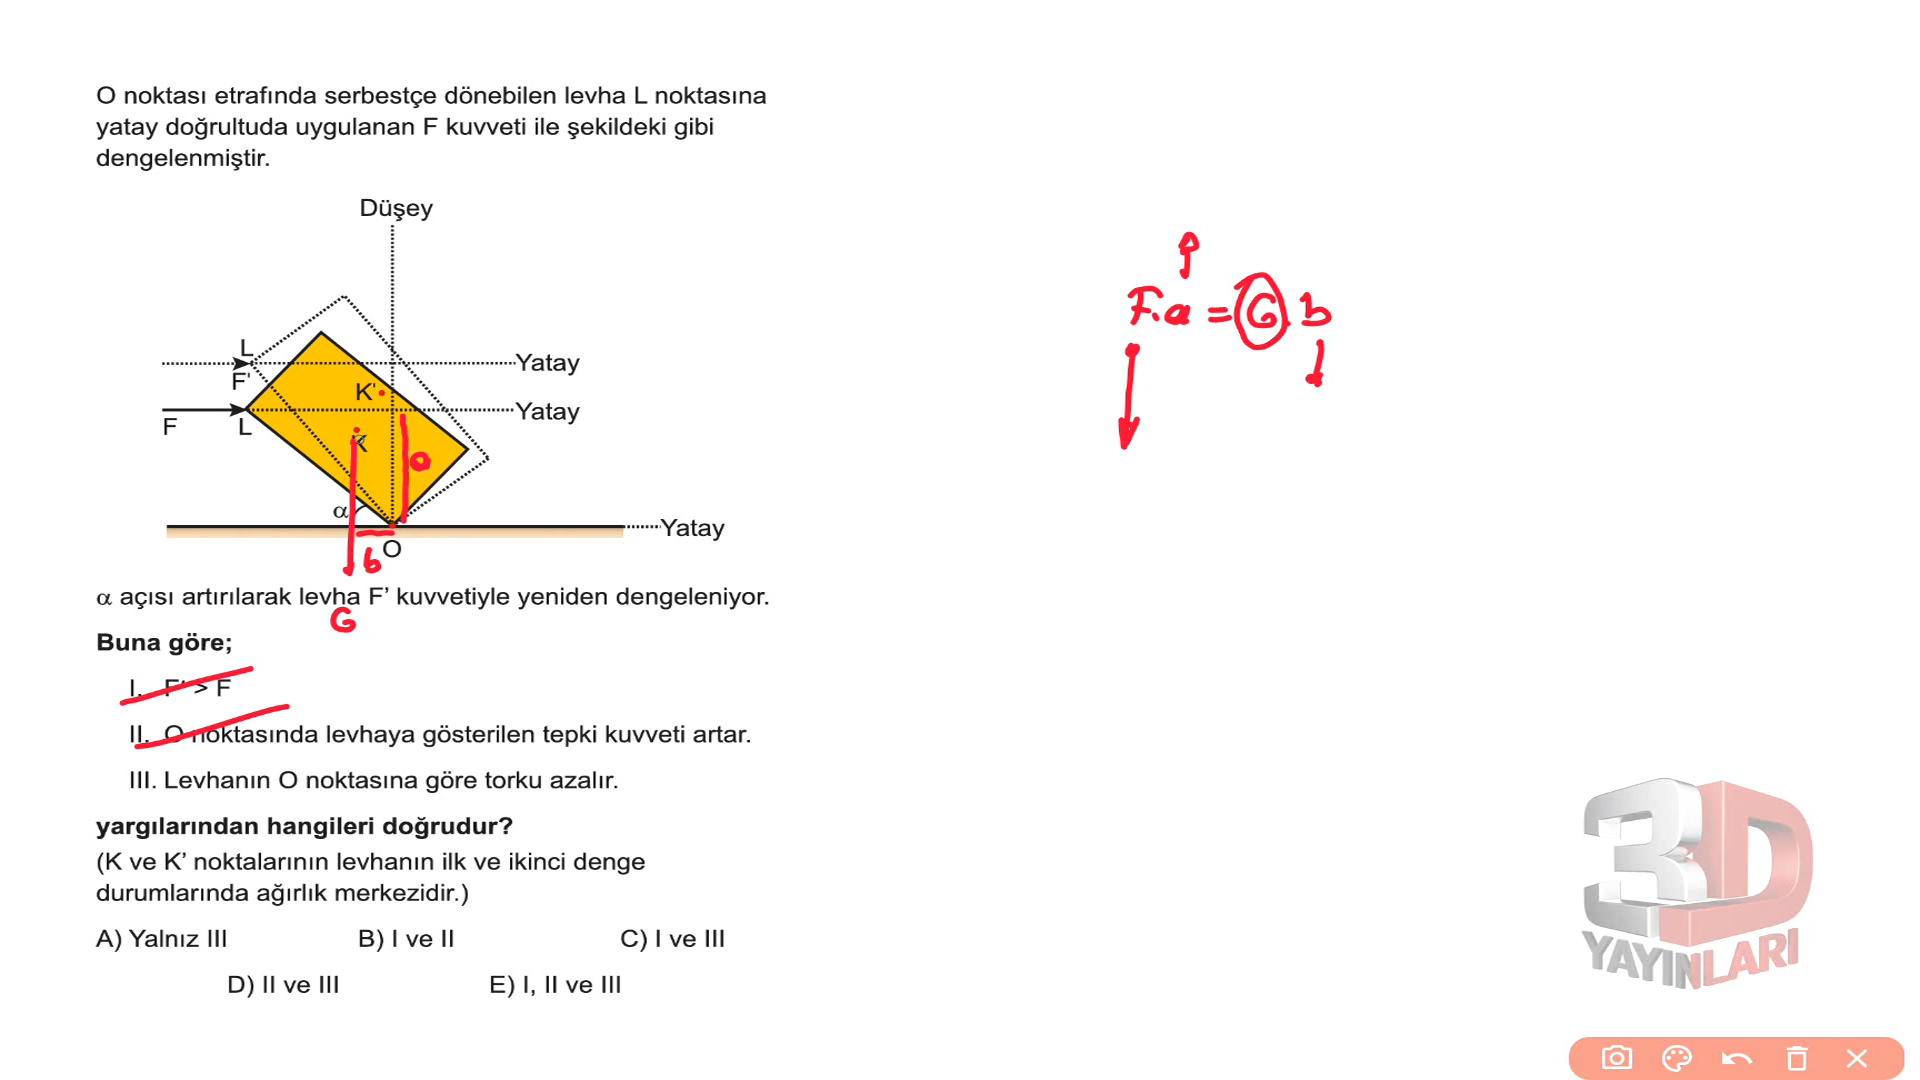 O noktası etrafında serbestçe dönebilen levha L noktasına
yatay doğrultuda uygulanan F kuvveti ile şekildeki gibi
dengelenmiştir.
Düşey
L
Yatay
F'
K'
Yatay
F
L
K
a
α
Yatay
O
b
α açısı artırılarak levha F’ kuvvetiyle yeniden dengeleniyor.
G
Buna göre;
I. F' > F
II. O noktasında levhaya gösterilen tepki kuvveti artar.
III. Levhanın O noktasına göre torku azalır.
yargılarından hangileri doğrudur?
(K ve K’ noktalarının levhanın ilk ve ikinci denge
durumlarında ağırlık merkezidir.)
A) Yalnız III B) I ve II C) I ve III
D) II ve III E) I, II ve III
F.a = G.b
3D
YAYINLARI